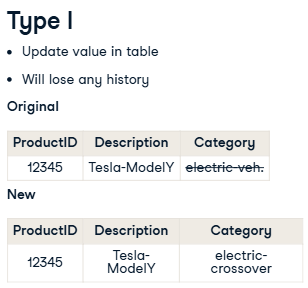 Type I
• Update value in table
• Will lose any history
Original
ProductID Description Category
12345 Tesla-ModelY electric-veh.
New
ProductID Description Category
12345 Tesla-ModelY electric-crossover